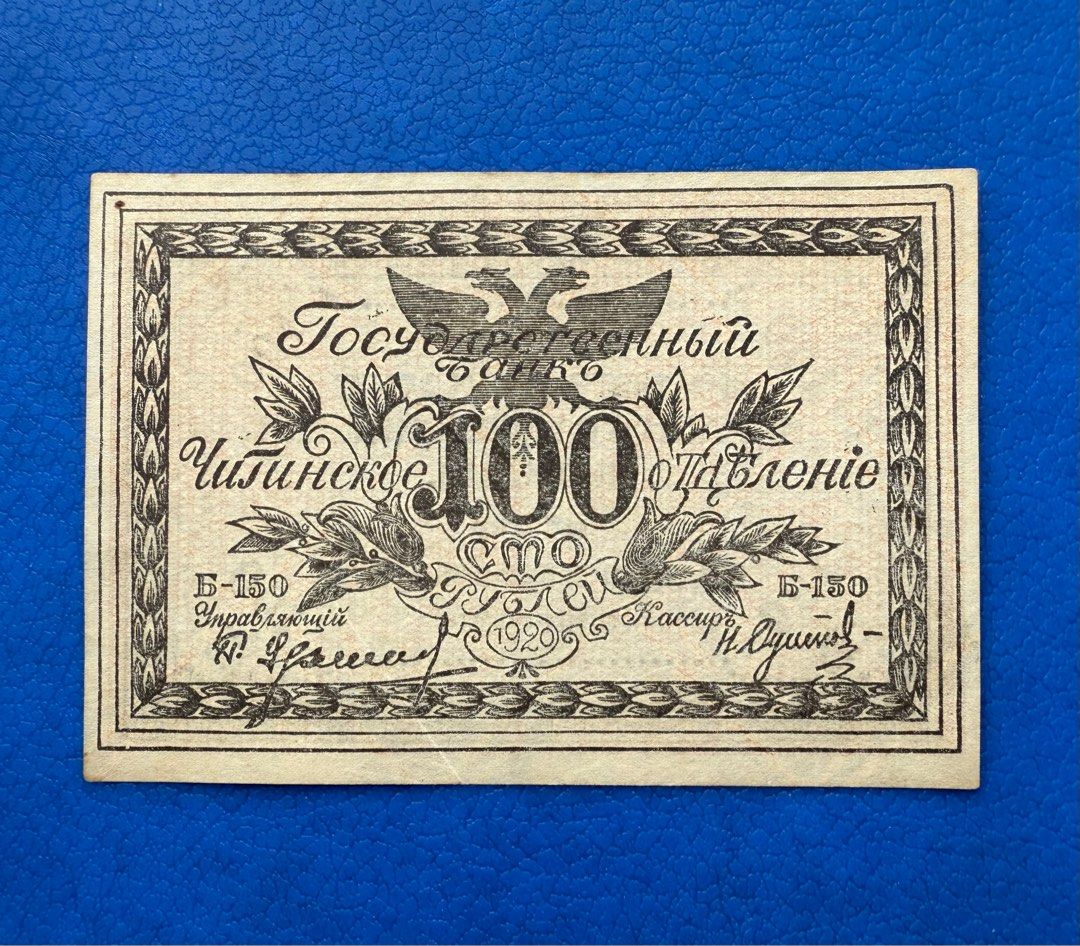 Государственный
Банкъ
Читинское 100 отдѣленіе
СТО
РУБЛЕЙ
Б-150 Б-150
Управляющій Кассиръ
1920